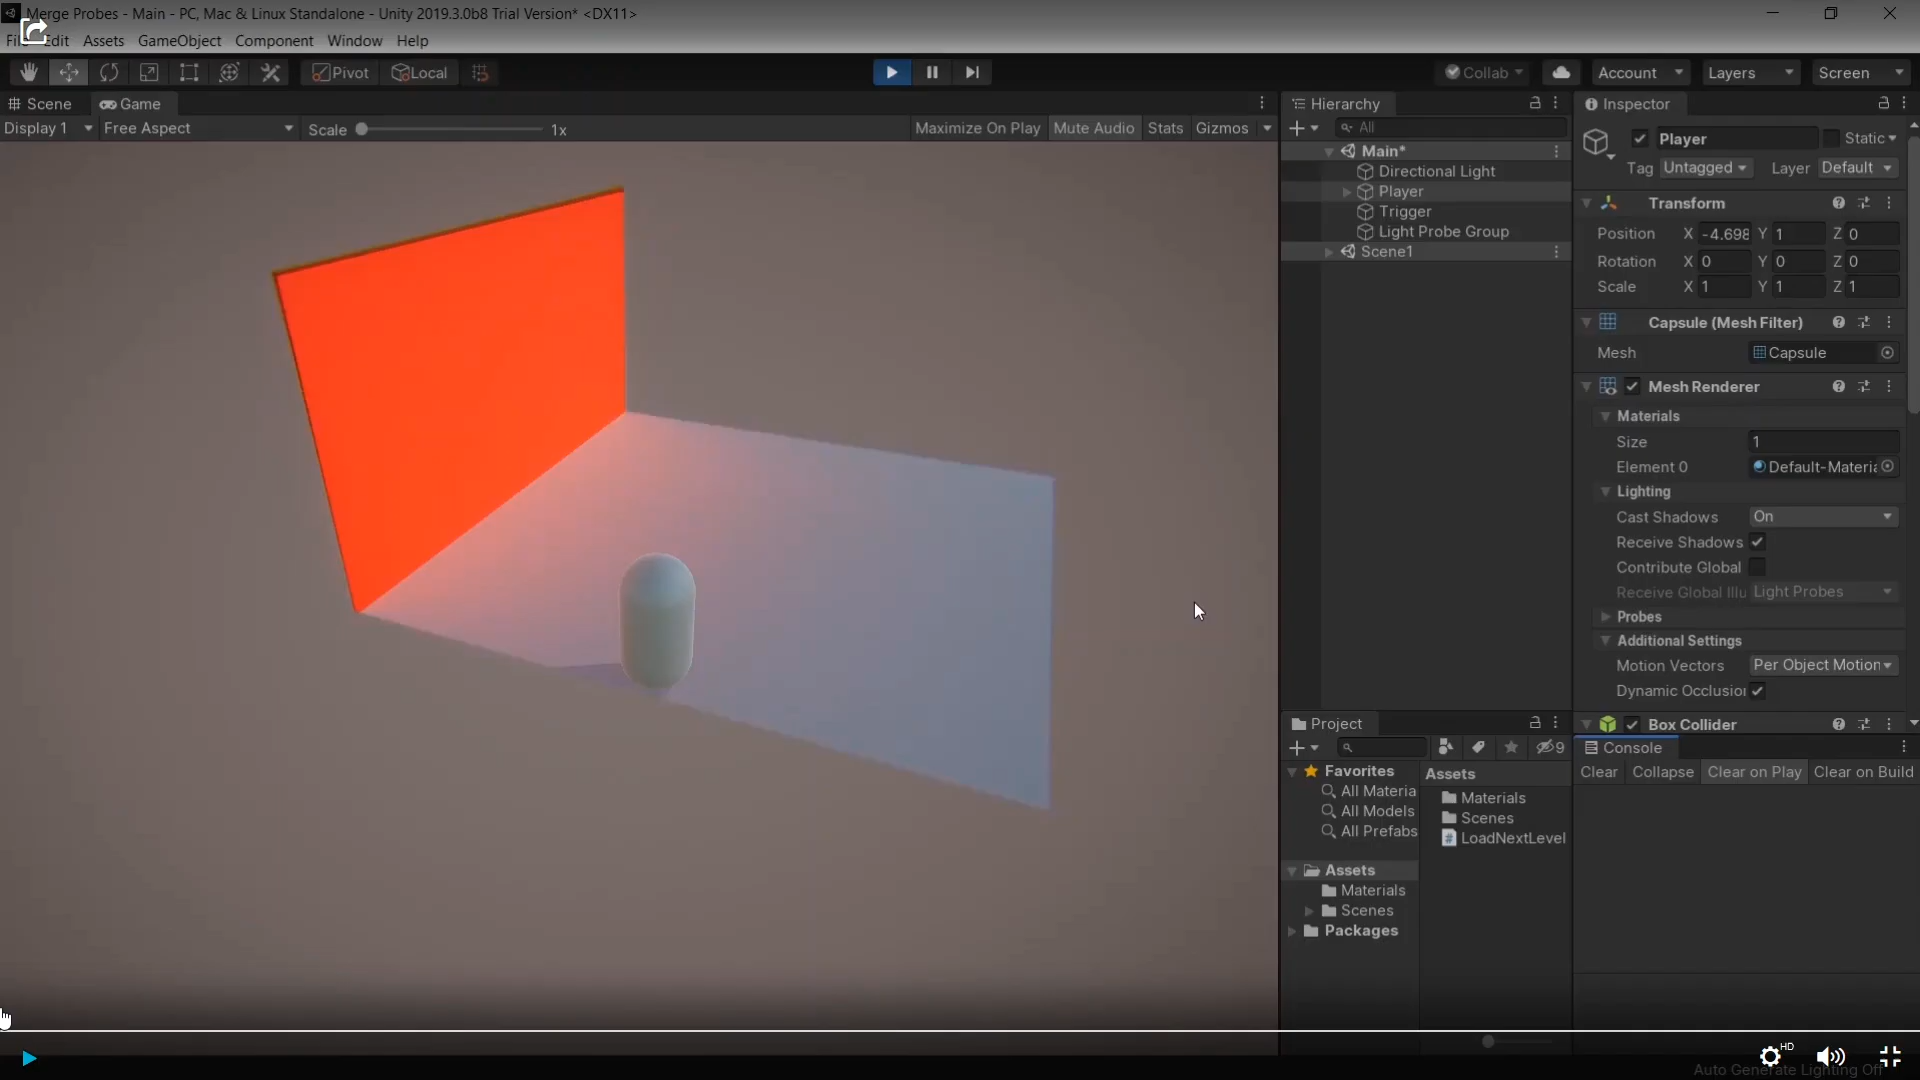 Merge Probes - Main - PC, Mac & Linux Standalone - Unity 2019.3.0b8 Trial Version* <DX11>
Edit Assets GameObject Component Window Help
Pivot Local Collab Account Layers Screen
Scene Game
Display 1 Free Aspect Scale 1x Maximize On Play Mute Audio Stats Gizmos
Hierarchy
All
Main*
Directional Light
Player
Trigger
Light Probe Group
Scene1
Inspector
Player Static
Tag Untagged Layer Default
Transform
Position X -4.698 Y 1 Z 0
Rotation X 0 Y 0 Z 0
Scale X 1 Y 1 Z 1
Capsule (Mesh Filter)
Mesh Capsule
Mesh Renderer
Materials
Size 1
Element 0 Default-Materia
Lighting
Cast Shadows On
Receive Shadows
Contribute Global
Receive Global Illu Light Probes
Probes
Additional Settings
Motion Vectors Per Object Motion
Dynamic Occlusion
Box Collider
Project
9
Favorites
All Materia
All Models
All Prefabs
Assets
Materials
Scenes
Packages
Assets
Materials
Scenes
LoadNextLevel
Console
Clear Collapse Clear on Play Clear on Build
HD
Auto Generate Lighting Off